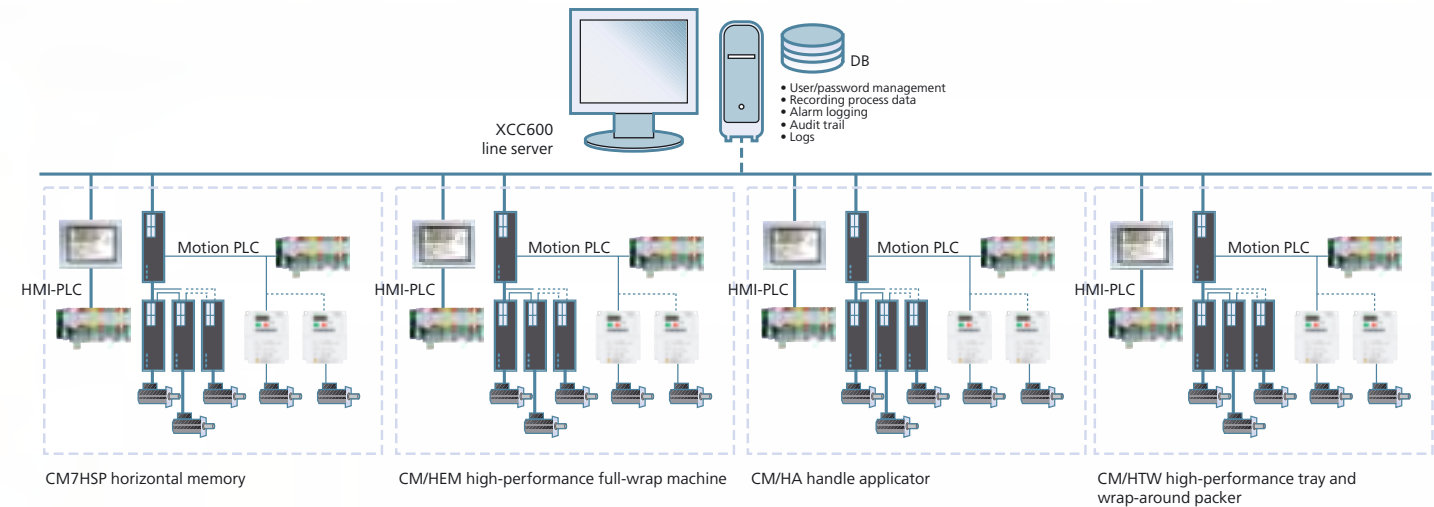 XCC600
line server
DB
• User/password management
• Recording process data
• Alarm logging
• Audit trail
• Logs
Motion PLC
HMI-PLC
Motion PLC
HMI-PLC
Motion PLC
HMI-PLC
Motion PLC
HMI-PLC
CM7HSP horizontal memory
CM/HEM high-performance full-wrap machine
CM/HA handle applicator
CM/HTW high-performance tray and
wrap-around packer